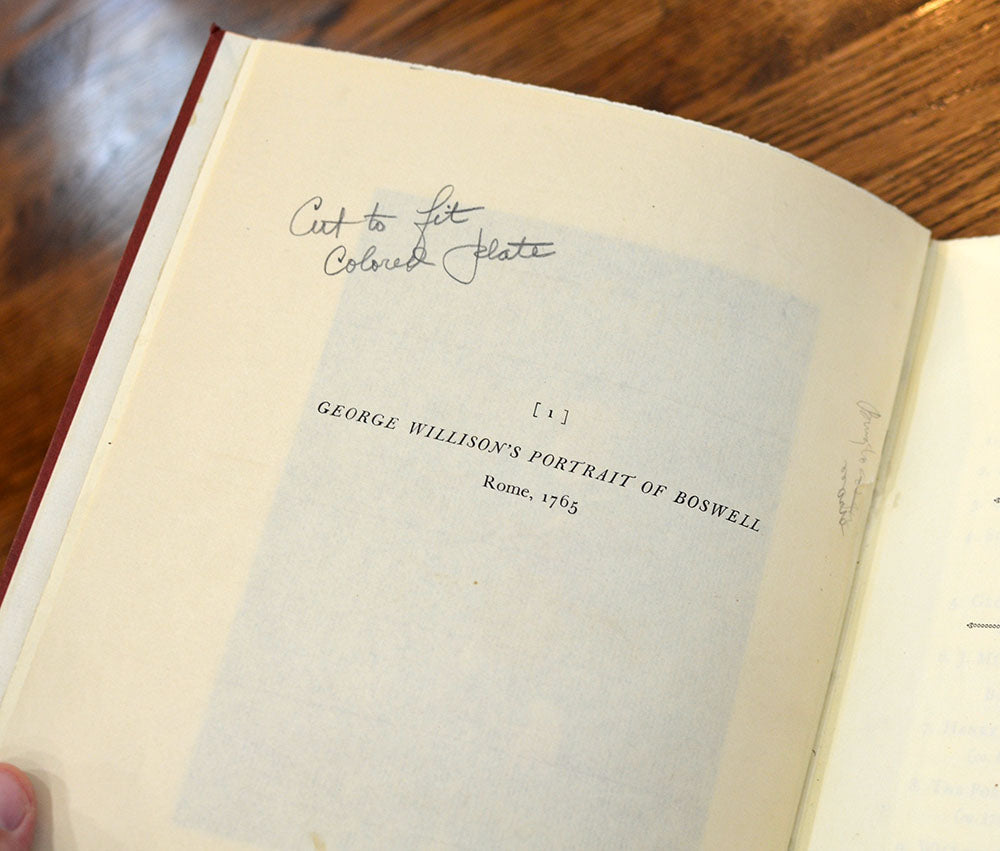 Cut to fit
Colored plate
[ 1 ]
GEORGE WILLISON'S PORTRAIT OF BOSWELL
Rome, 1765